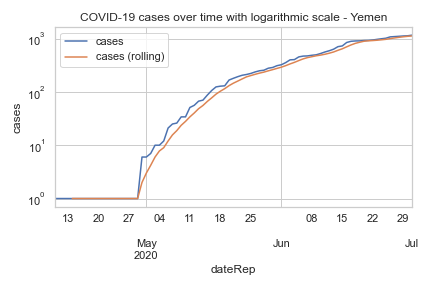 COVID-19 cases over time with logarithmic scale - Yemen
cases
cases (rolling)
cases
10³
10²
10¹
10⁰
13 20 27 04 11 18 25 08 15 22 29
May Jun Jul
2020
dateRep